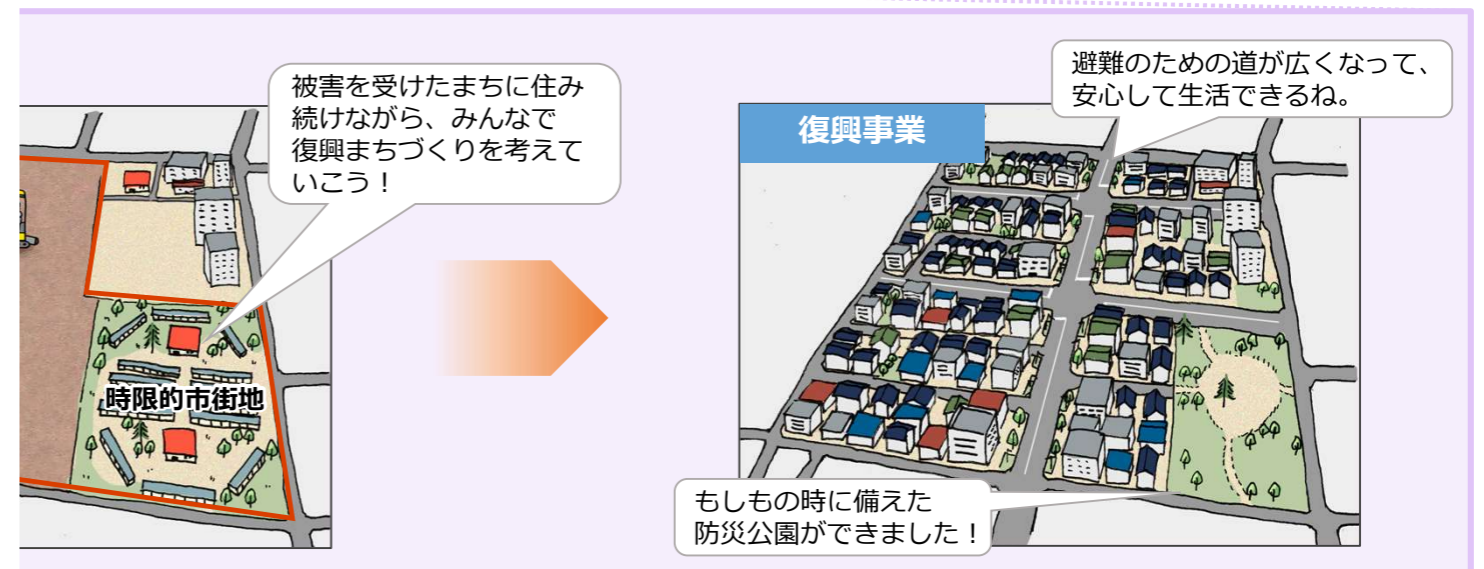 被害を受けたまちに住み
続けながら、みんなで
復興まちづくりを考えて
いこう！
時限的市街地
復興事業
避難のための道が広くなって、
安心して生活できるね。
もしもの時に備えた
防災公園ができました！